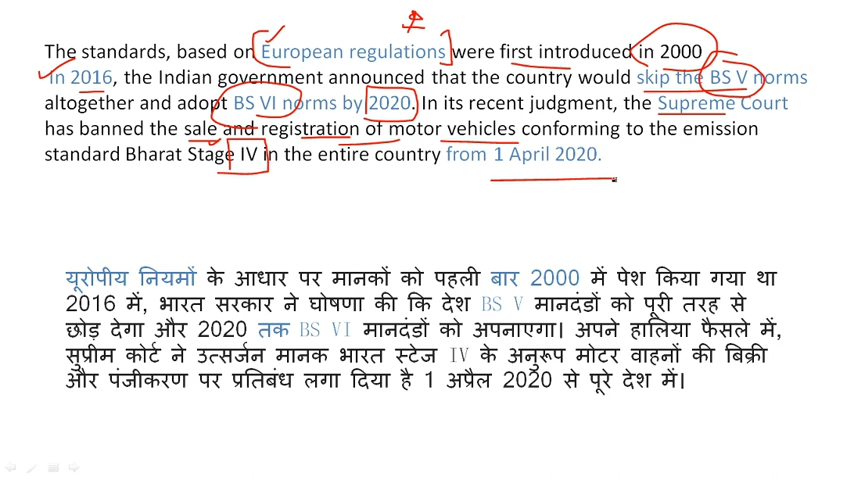 The standards, based on European regulations were first introduced in 2000
In 2016, the Indian government announced that the country would skip the BS V norms
altogether and adopt BS VI norms by 2020. In its recent judgment, the Supreme Court
has banned the sale and registration of motor vehicles conforming to the emission
standard Bharat Stage IV in the entire country from 1 April 2020.
यूरोपीय नियमों के आधार पर मानकों को पहली बार 2000 में पेश किया गया था
2016 में, भारत सरकार ने घोषणा की कि देश BS V मानदंडों को पूरी तरह से
छोड़ देगा और 2020 तक BS VI मानदंडों को अपनाएगा। अपने हालिया फैसले में,
सुप्रीम कोर्ट ने उत्सर्जन मानक भारत स्टेज IV के अनुरूप मोटर वाहनों की बिक्री
और पंजीकरण पर प्रतिबंध लगा दिया है 1 अप्रैल 2020 से पूरे देश में।